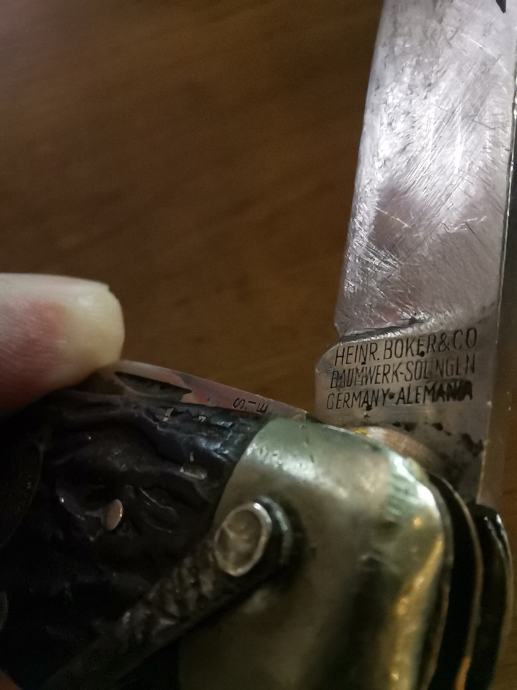 HEINR. BOKER & CO
BAUMWERK-SOLINGEN
GERMANY-ALEMANIA